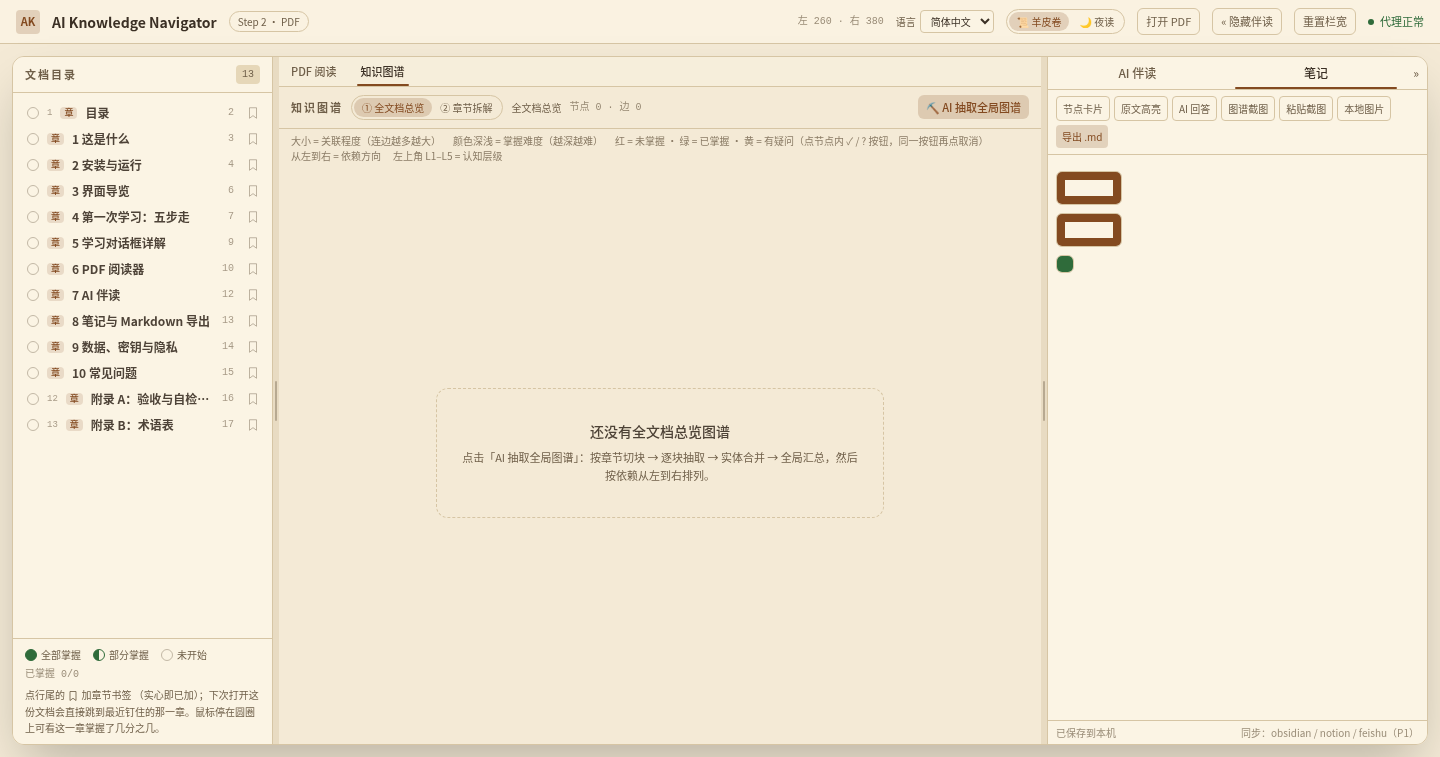 AK AI Knowledge Navigator Step 2 · PDF 左 260 · 右 380 语言 简体中文 📜 羊皮卷 🌙 夜读 打开 PDF « 隐藏伴读 重置栏宽 代理正常
文档目录 13
1 章 目录 2
章 1 这是什么 3
章 2 安装与运行 4
章 3 界面导览 6
章 4 第一次学习：五步走 7
章 5 学习对话框详解 9
章 6 PDF 阅读器 10
章 7 AI 伴读 12
章 8 笔记与 Markdown 导出 13
章 9 数据、密钥与隐私 14
章 10 常见问题 15
12 章 附录 A：验收与自检… 16
13 章 附录 B：术语表 17
全部掌握 部分掌握 未开始
已掌握 0/0
点行尾的 口 加章节书签 （实心即已加）；下次打开这
份文档会直接跳到最近钉住的那一章。鼠标停在圆圈
上可看这一章掌握了几分之几。
PDF 阅读 知识图谱
知识图谱 ① 全文档总览 ② 章节拆解 全文档总览 节点 0 · 边 0 ⛏️ AI 抽取全局图谱
大小 = 关联程度（连边越多越大） 颜色深浅 = 掌握难度（越深越难） 红 = 未掌握 · 绿 = 已掌握 · 黄 = 有疑问（点节点内 ✓ / ? 按钮，同一按钮再点取消）
从左到右 = 依赖方向 左上角 L1–L5 = 认知层级
还没有全文档总览图谱
点击「AI 抽取全局图谱」：按章节切块 → 逐块抽取 → 实体合并 → 全局汇总，然后
按依赖从左到右排列。
AI 伴读 笔记 »
节点卡片 原文高亮 AI 回答 图谱截图 粘贴截图 本地图片
导出 .md
已保存到本机 同步：obsidian / notion / feishu（P1）